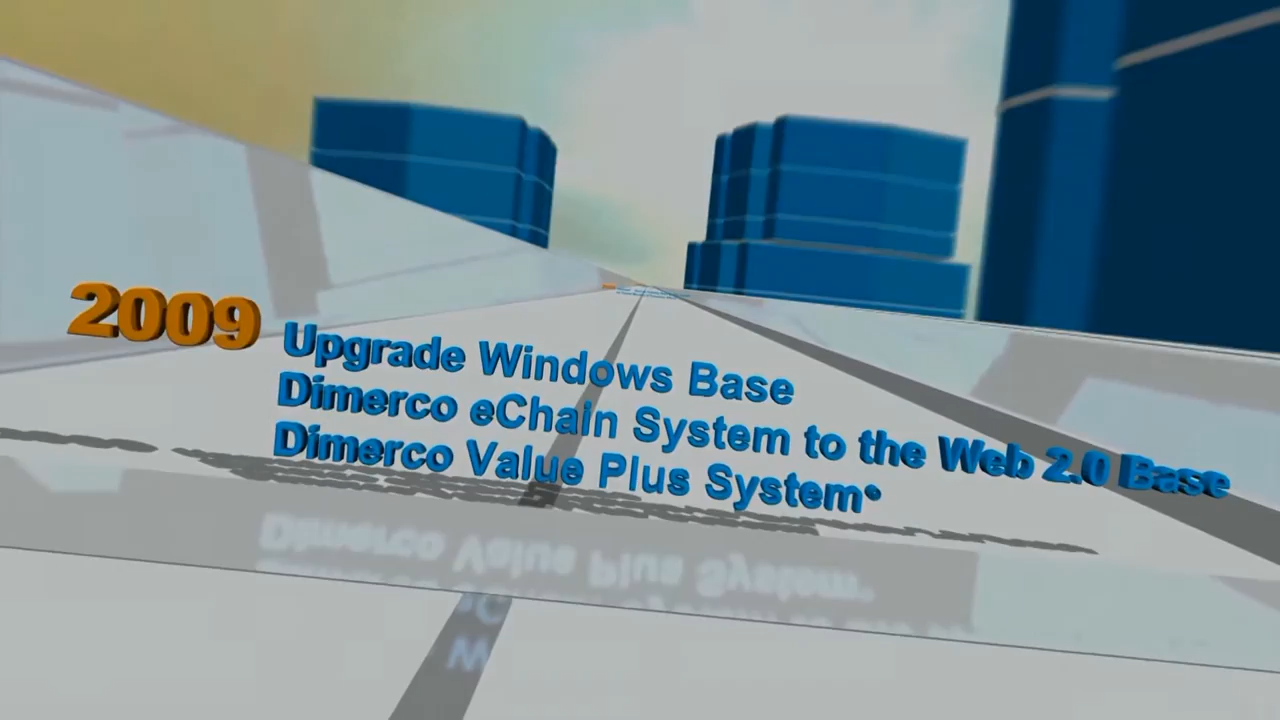 2009
Upgrade Windows Base
Dimerco eChain System to the Web 2.0 Base
Dimerco Value Plus System